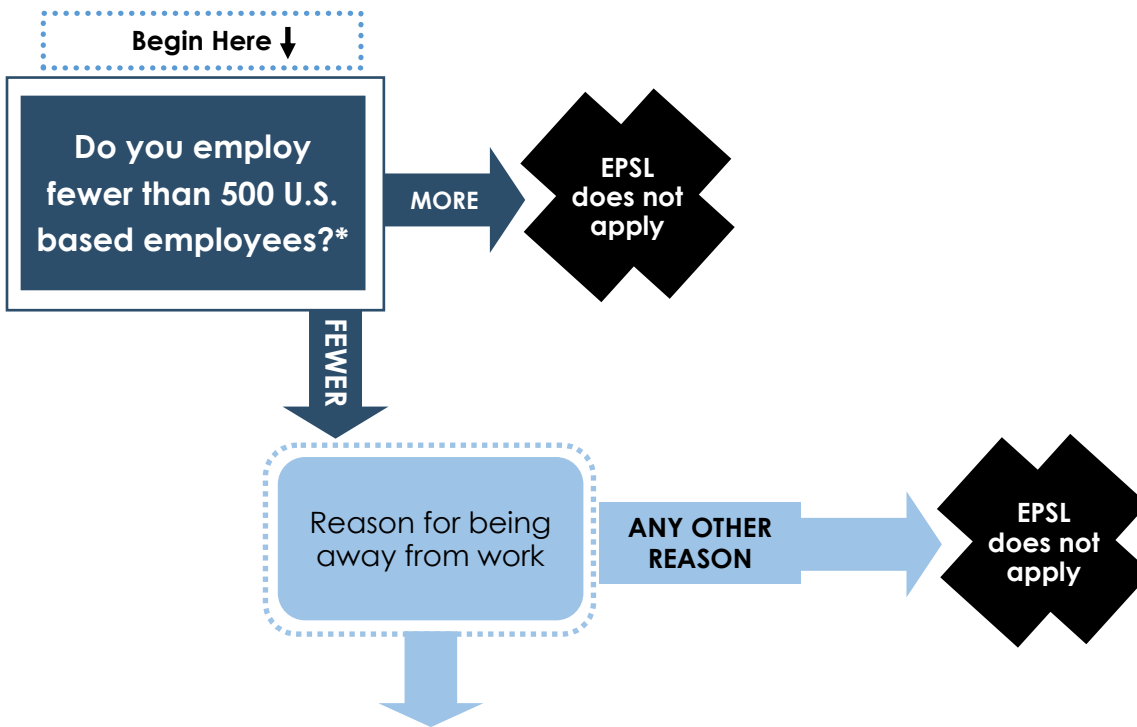 Begin Here
Do you employ
fewer than 500 U.S.
based employees?*
MORE
EPSL
does not
apply
FEWER
Reason for being
away from work
ANY OTHER
REASON
EPSL
does not
apply